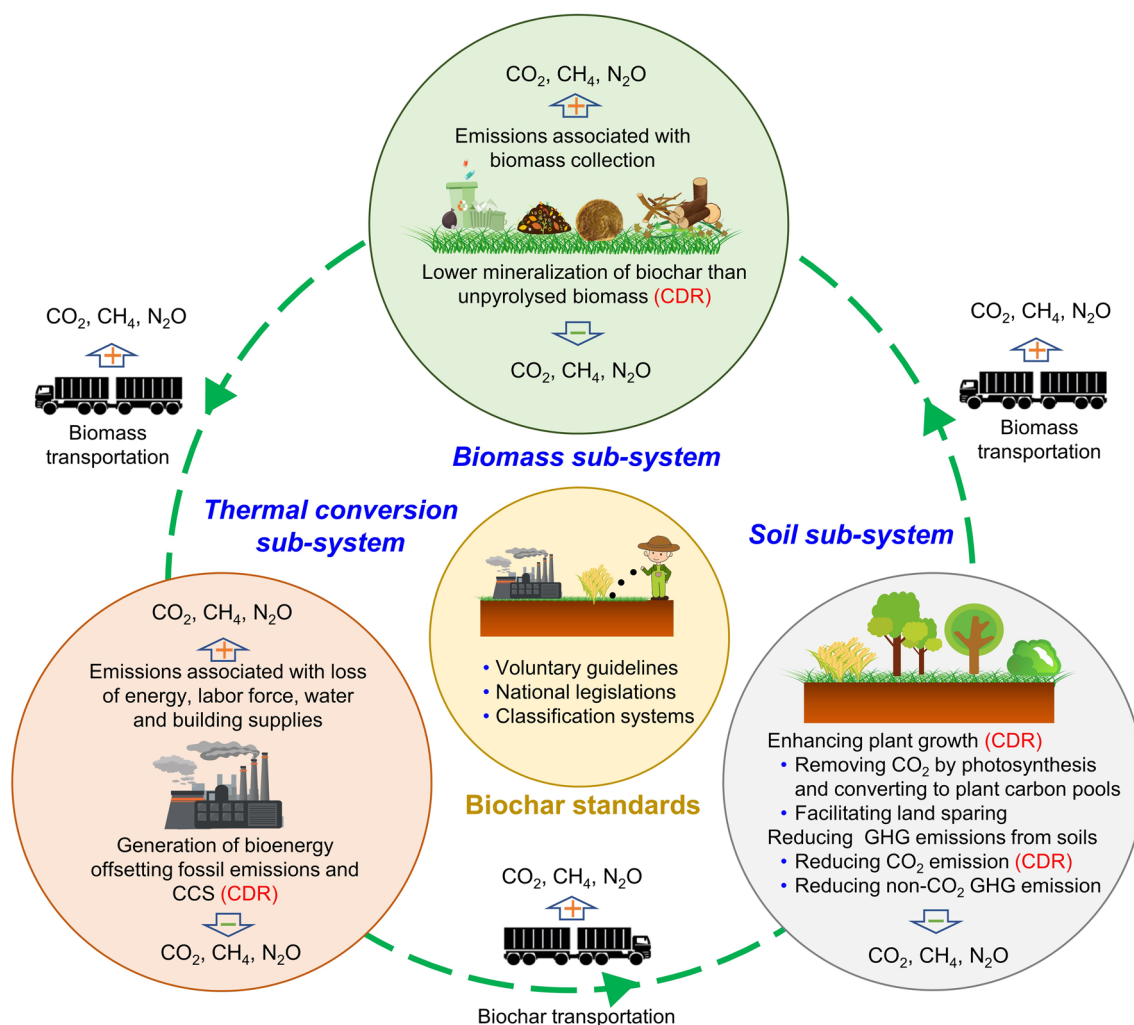 CO₂, CH₄, N₂O
+
Emissions associated with
biomass collection
Lower mineralization of biochar than
unpyrolysed biomass (CDR)
−
CO₂, CH₄, N₂O
CO₂, CH₄, N₂O
+
Biomass
transportation
CO₂, CH₄, N₂O
+
Biomass
transportation
Biomass sub-system
Thermal conversion
sub-system
Soil sub-system
CO₂, CH₄, N₂O
+
Emissions associated with loss
of energy, labor force, water
and building supplies
Generation of bioenergy
offsetting fossil emissions and
CCS (CDR)
−
CO₂, CH₄, N₂O
• Voluntary guidelines
• National legislations
• Classification systems
Biochar standards
Enhancing plant growth (CDR)
• Removing CO₂ by photosynthesis
and converting to plant carbon pools
• Facilitating land sparing
Reducing GHG emissions from soils
• Reducing CO₂ emission (CDR)
• Reducing non-CO₂ GHG emission
−
CO₂, CH₄, N₂O
CO₂, CH₄, N₂O
+
Biochar transportation